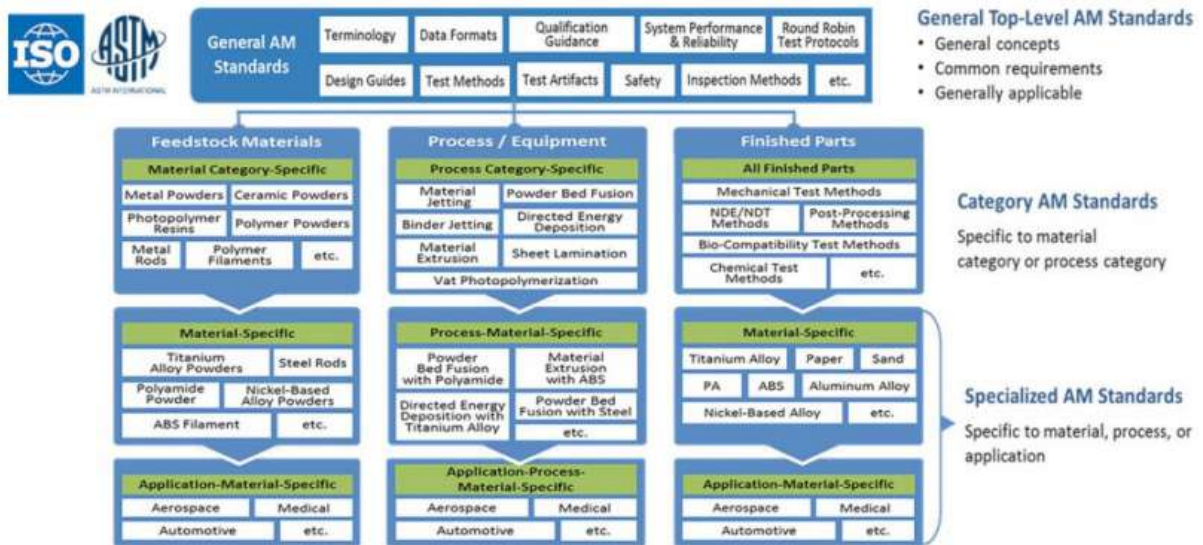 ISO
ASTM
ASTM INTERNATIONAL
General AM
Standards
Terminology
Data Formats
Qualification
Guidance
System Performance
& Reliability
Round Robin
Test Protocols
Design Guides
Test Methods
Test Artifacts
Safety
Inspection Methods
etc.
General Top-Level AM Standards
• General concepts
• Common requirements
• Generally applicable
Feedstock Materials
Material Category-Specific
Metal Powders
Ceramic Powders
Photopolymer
Resins
Polymer Powders
Metal
Rods
Polymer
Filaments
etc.
Process / Equipment
Process Category-Specific
Material
Jetting
Powder Bed Fusion
Binder Jetting
Directed Energy
Deposition
Material
Extrusion
Sheet Lamination
Vat Photopolymerization
Finished Parts
All Finished Parts
Mechanical Test Methods
NDE/NDT
Methods
Post-Processing
Methods
Bio-Compatibility Test Methods
Chemical Test
Methods
etc.
Category AM Standards
Specific to material
category or process category
Material-Specific
Titanium
Alloy Powders
Steel Rods
Polyamide
Powder
Nickel-Based
Alloy Powders
ABS Filament
etc.
Process-Material-Specific
Powder
Bed Fusion
with Polyamide
Material
Extrusion
with ABS
Directed Energy
Deposition with
Titanium Alloy
Powder Bed
Fusion with Steel
etc.
Material-Specific
Titanium Alloy
Paper
Sand
PA
ABS
Aluminum Alloy
Nickel-Based Alloy
etc.
Specialized AM Standards
Specific to material, process, or
application
Application-Material-Specific
Aerospace
Medical
Automotive
etc.
Application-Process-
Material-Specific
Aerospace
Medical
Automotive
etc.
Application-Material-Specific
Aerospace
Medical
Automotive
etc.